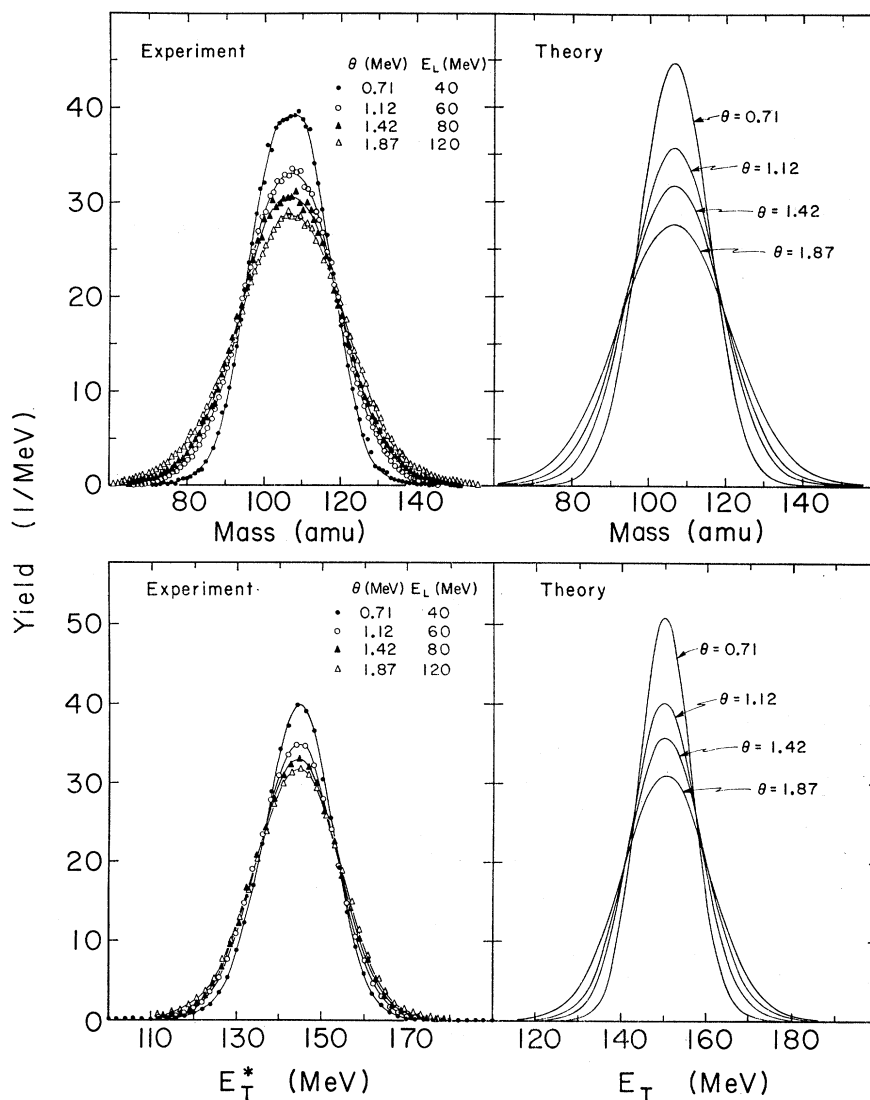 Experiment
θ (MeV) E_L (MeV)
0.71 40
1.12 60
1.42 80
1.87 120
Theory
θ = 0.71
θ = 1.12
θ = 1.42
θ = 1.87
40
30
20
10
0
80 100 120 140
Mass (amu)
80 100 120 140
Mass (amu)
Yield (1/MeV)
Experiment
θ (MeV) E_L (MeV)
0.71 40
1.12 60
1.42 80
1.87 120
Theory
θ = 0.71
θ = 1.12
θ = 1.42
θ = 1.87
50
40
30
20
10
0
110 130 150 170
E_T^* (MeV)
120 140 160 180
E_T (MeV)